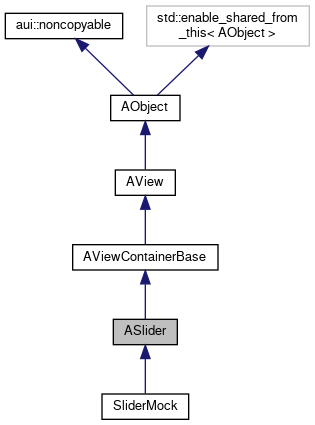 aui::noncopyable
std::enable_shared_from
_this< AObject >
AObject
AView
AViewContainerBase
ASlider
SliderMock